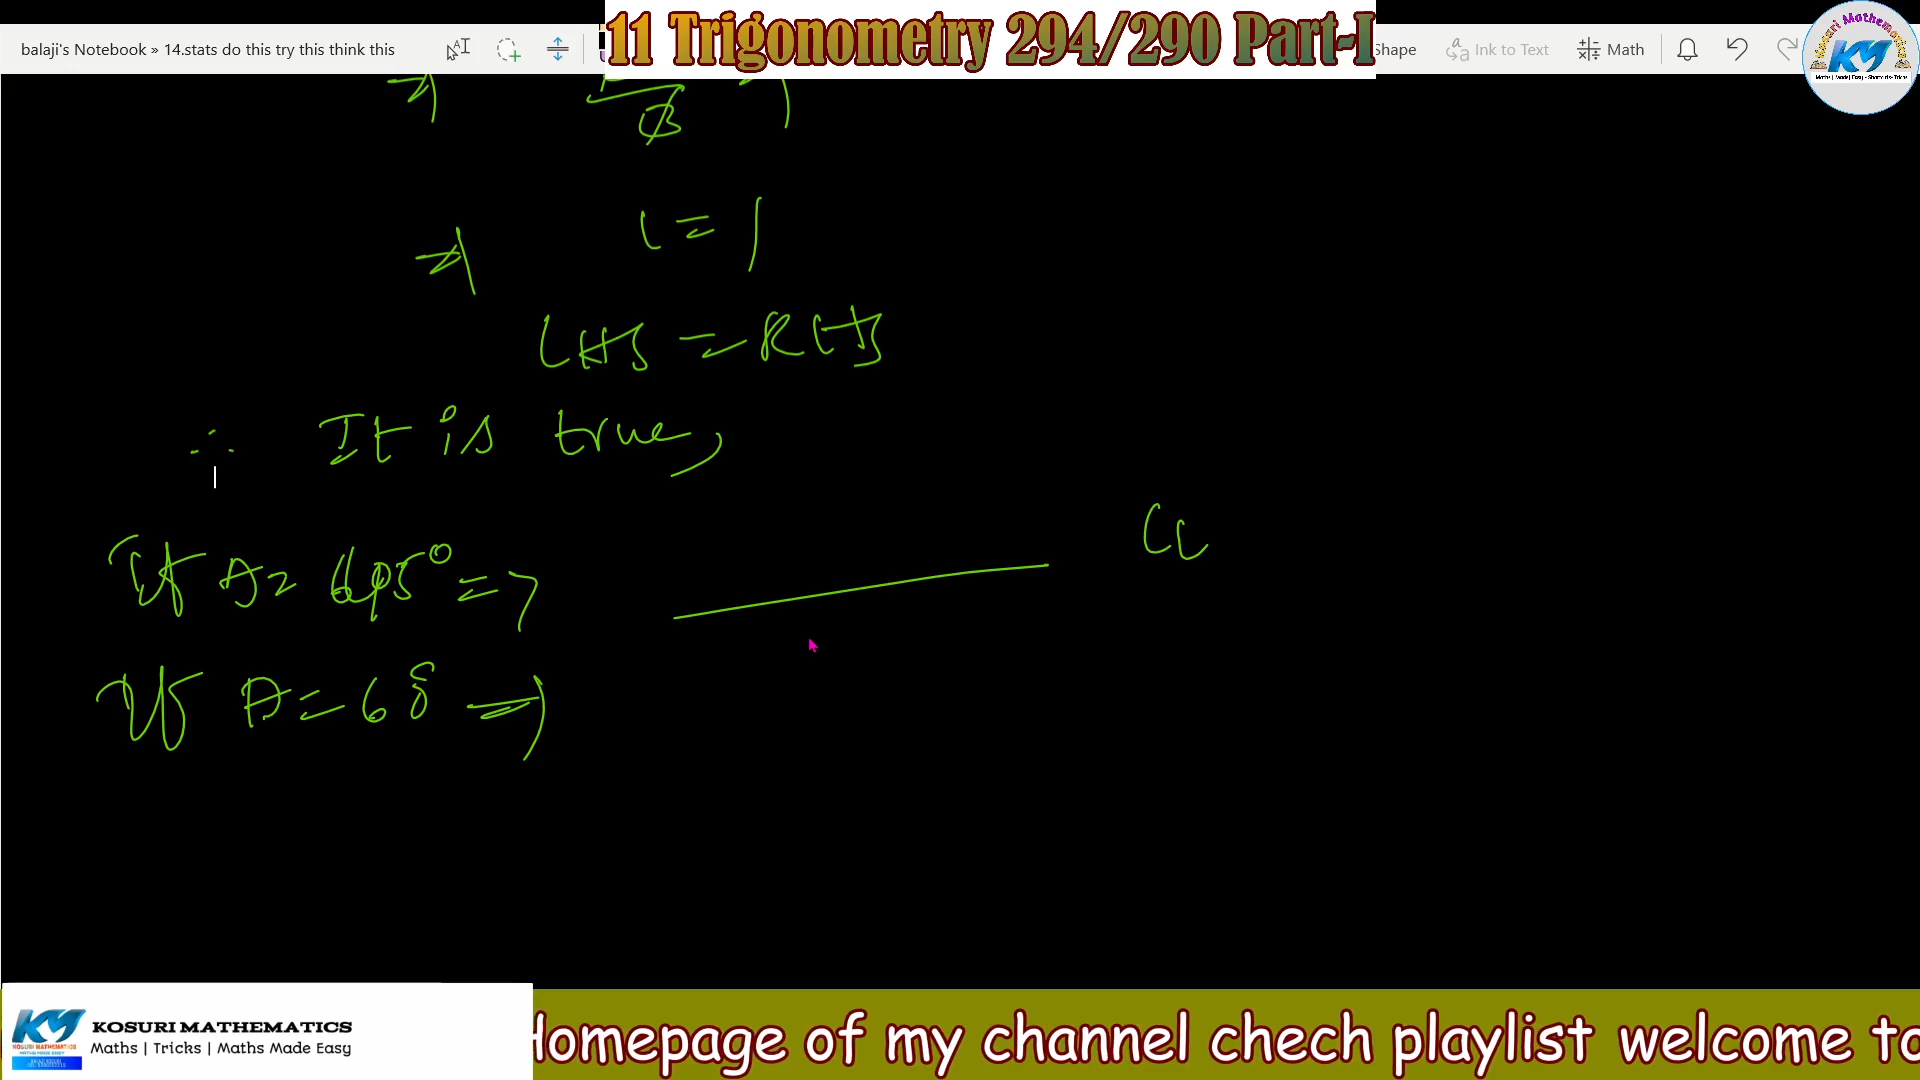 11 Trigonometry 294/290 Part-I
balaji's Notebook » 14.stats do this try this think this
Shape
Ink to Text
Math
1 = 1
LHS = RHS
∴ It is true,
If A = 45° =>
If A = 60° =>
KOSURI MATHEMATICS
Maths | Tricks | Maths Made Easy
Homepage of my channel chech playlist welcome to